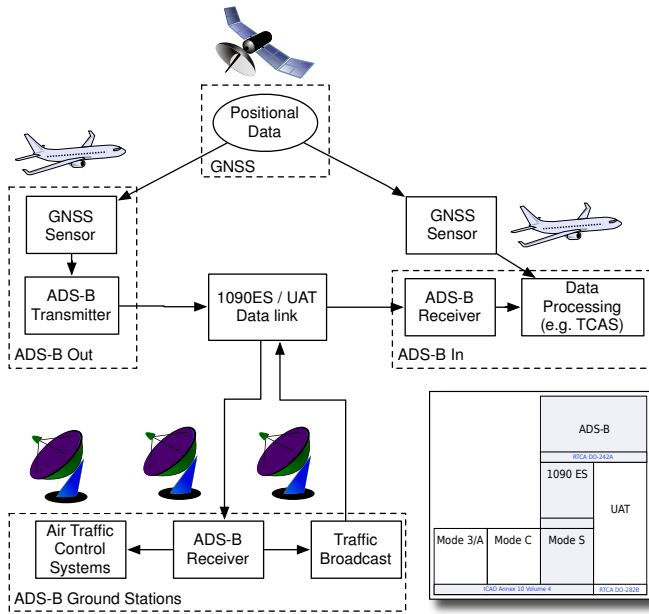 Positional
Data
GNSS
GNSS
Sensor
GNSS
Sensor
ADS-B
Transmitter
1090ES / UAT
Data link
ADS-B
Receiver
Data
Processing
(e.g. TCAS)
ADS-B Out
ADS-B In
Air Traffic
Control
Systems
ADS-B
Receiver
Traffic
Broadcast
ADS-B Ground Stations
ADS-B
RTCA DO-242A
1090 ES
UAT
Mode 3/A
Mode C
Mode S
ICAO Annex 10 Volume 4
RTCA DO-282B